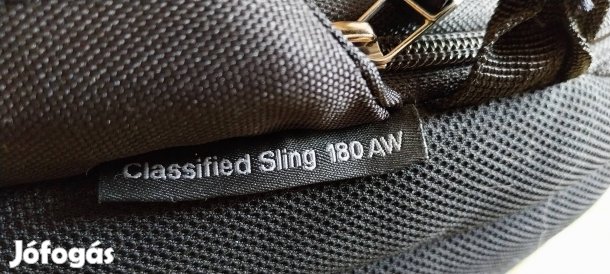 Classified Sling 180 AW
Jófogás